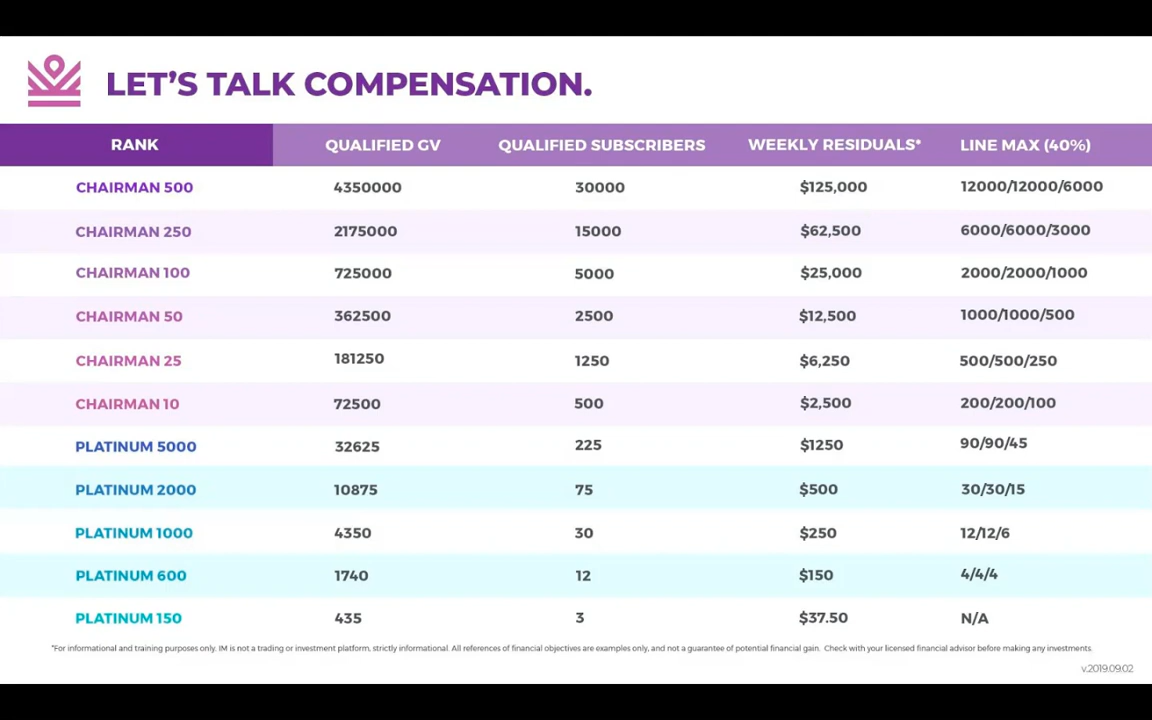 LET'S TALK COMPENSATION.
RANK QUALIFIED GV QUALIFIED SUBSCRIBERS WEEKLY RESIDUALS* LINE MAX (40%)
CHAIRMAN 500 4350000 30000 $125,000 12000/12000/6000
CHAIRMAN 250 2175000 15000 $62,500 6000/6000/3000
CHAIRMAN 100 725000 5000 $25,000 2000/2000/1000
CHAIRMAN 50 362500 2500 $12,500 1000/1000/500
CHAIRMAN 25 181250 1250 $6,250 500/500/250
CHAIRMAN 10 72500 500 $2,500 200/200/100
PLATINUM 5000 32625 225 $1250 90/90/45
PLATINUM 2000 10875 75 $500 30/30/15
PLATINUM 1000 4350 30 $250 12/12/6
PLATINUM 600 1740 12 $150 4/4/4
PLATINUM 150 435 3 $37.50 N/A
*For informational and training purposes only. IM is not a trading or investment platform, strictly informational. All references of financial objectives are examples only, and not a guarantee of potential financial gain. Check with your licensed financial advisor before making any investments.
v.2019.09.02